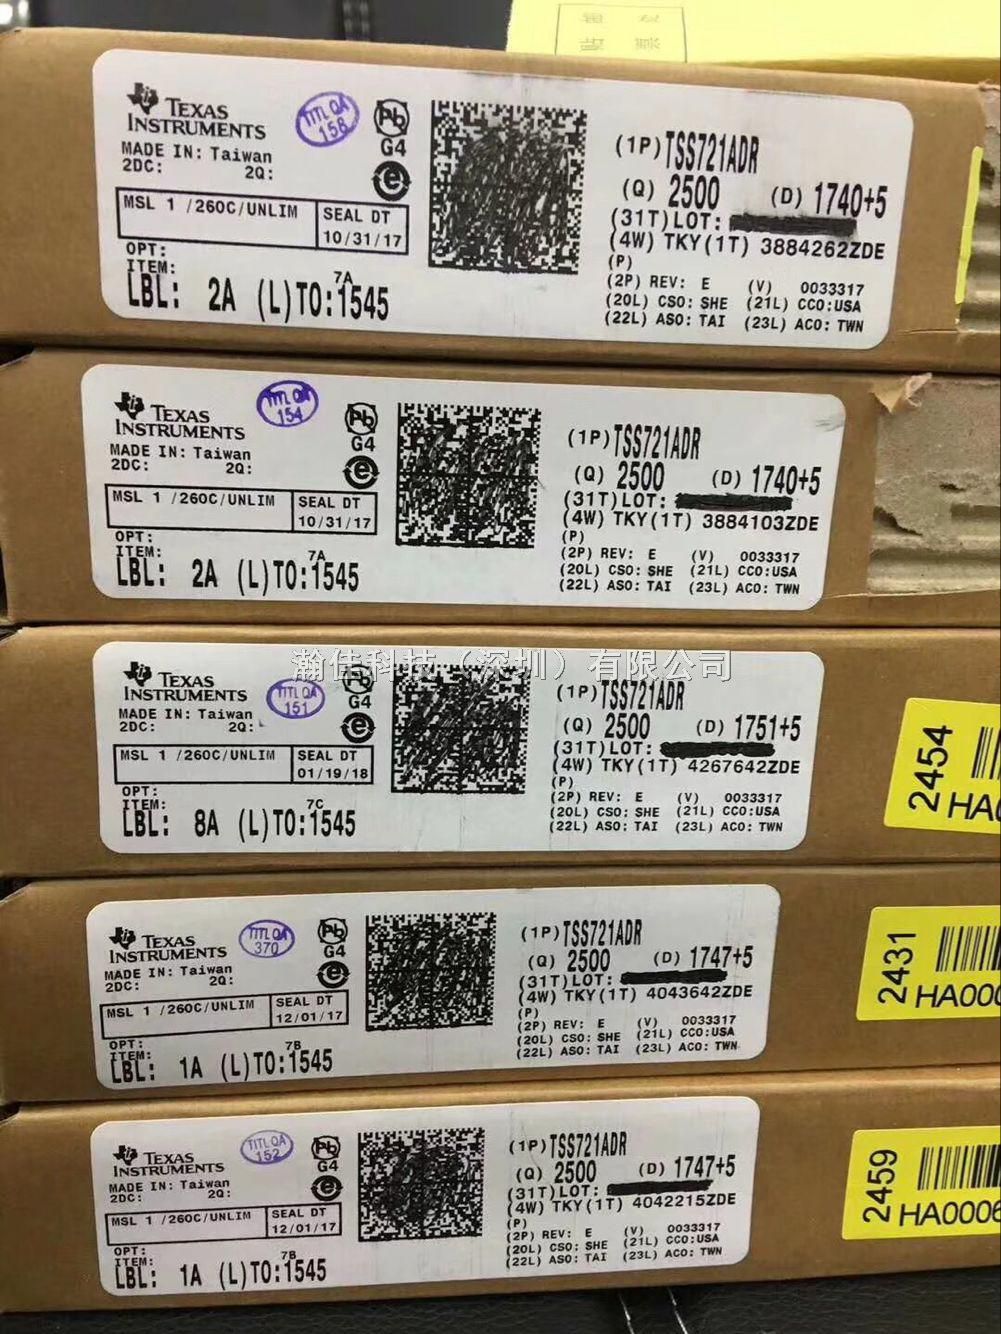 TEXAS
INSTRUMENTS
TITL QA
158
Pb
G4
e
MADE IN: Taiwan
2DC: 2Q:
MSL 1 /260C/UNLIM
SEAL DT
10/31/17
OPT:
ITEM:
7A
LBL: 2A (L)TO:1545
(1P)TSS721ADR
(Q) 2500 (D) 1740+5
(31T)LOT:
(4W) TKY(1T) 3884262ZDE
(P)
(2P) REV: E (V) 0033317
(20L) CSO: SHE (21L) CCO:USA
(22L) ASO: TAI (23L) ACO: TWN
TEXAS
INSTRUMENTS
TITL QA
154
Pb
G4
e
MADE IN: Taiwan
2DC: 2Q:
MSL 1 /260C/UNLIM
SEAL DT
10/31/17
OPT:
ITEM:
7A
LBL: 2A (L)TO:1545
(1P)TSS721ADR
(Q) 2500 (D) 1740+5
(31T)LOT:
(4W) TKY(1T) 3884103ZDE
(P)
(2P) REV: E (V) 0033317
(20L) CSO: SHE (21L) CCO:USA
(22L) ASO: TAI (23L) ACO: TWN
瀚佳科技（深圳）有限公司
TEXAS
INSTRUMENTS
TITL QA
151
Pb
G4
e
MADE IN: Taiwan
2DC: 2Q:
MSL 1 /260C/UNLIM
SEAL DT
01/19/18
OPT:
ITEM:
7C
LBL: 8A (L)TO:1545
(1P)TSS721ADR
(Q) 2500 (D) 1751+5
(31T)LOT:
(4W) TKY(1T) 4267642ZDE
(P)
(2P) REV: E (V) 0033317
(20L) CSO: SHE (21L) CCO:USA
(22L) ASO: TAI (23L) ACO: TWN
2454
HA0
TEXAS
INSTRUMENTS
TITL QA
370
Pb
G4
e
MADE IN: Taiwan
2DC: 2Q:
MSL 1 /260C/UNLIM
SEAL DT
12/01/17
OPT:
ITEM:
7B
LBL: 1A (L)TO:1545
(1P)TSS721ADR
(Q) 2500 (D) 1747+5
(31T)LOT:
(4W) TKY(1T) 4043642ZDE
(P)
(2P) REV: E (V) 0033317
(20L) CSO: SHE (21L) CCO:USA
(22L) ASO: TAI (23L) ACO: TWN
2431
HA000
TEXAS
INSTRUMENTS
TITL QA
152
Pb
G4
e
MADE IN: Taiwan
2DC: 2Q:
MSL 1 /260C/UNLIM
SEAL DT
12/01/17
OPT:
ITEM:
7B
LBL: 1A (L)TO:1545
(1P)TSS721ADR
(Q) 2500 (D) 1747+5
(31T)LOT:
(4W) TKY(1T) 4042215ZDE
(P)
(2P) REV: E (V) 0033317
(20L) CSO: SHE (21L) CCO:USA
(22L) ASO: TAI (23L) ACO: TWN
2459
HA0006